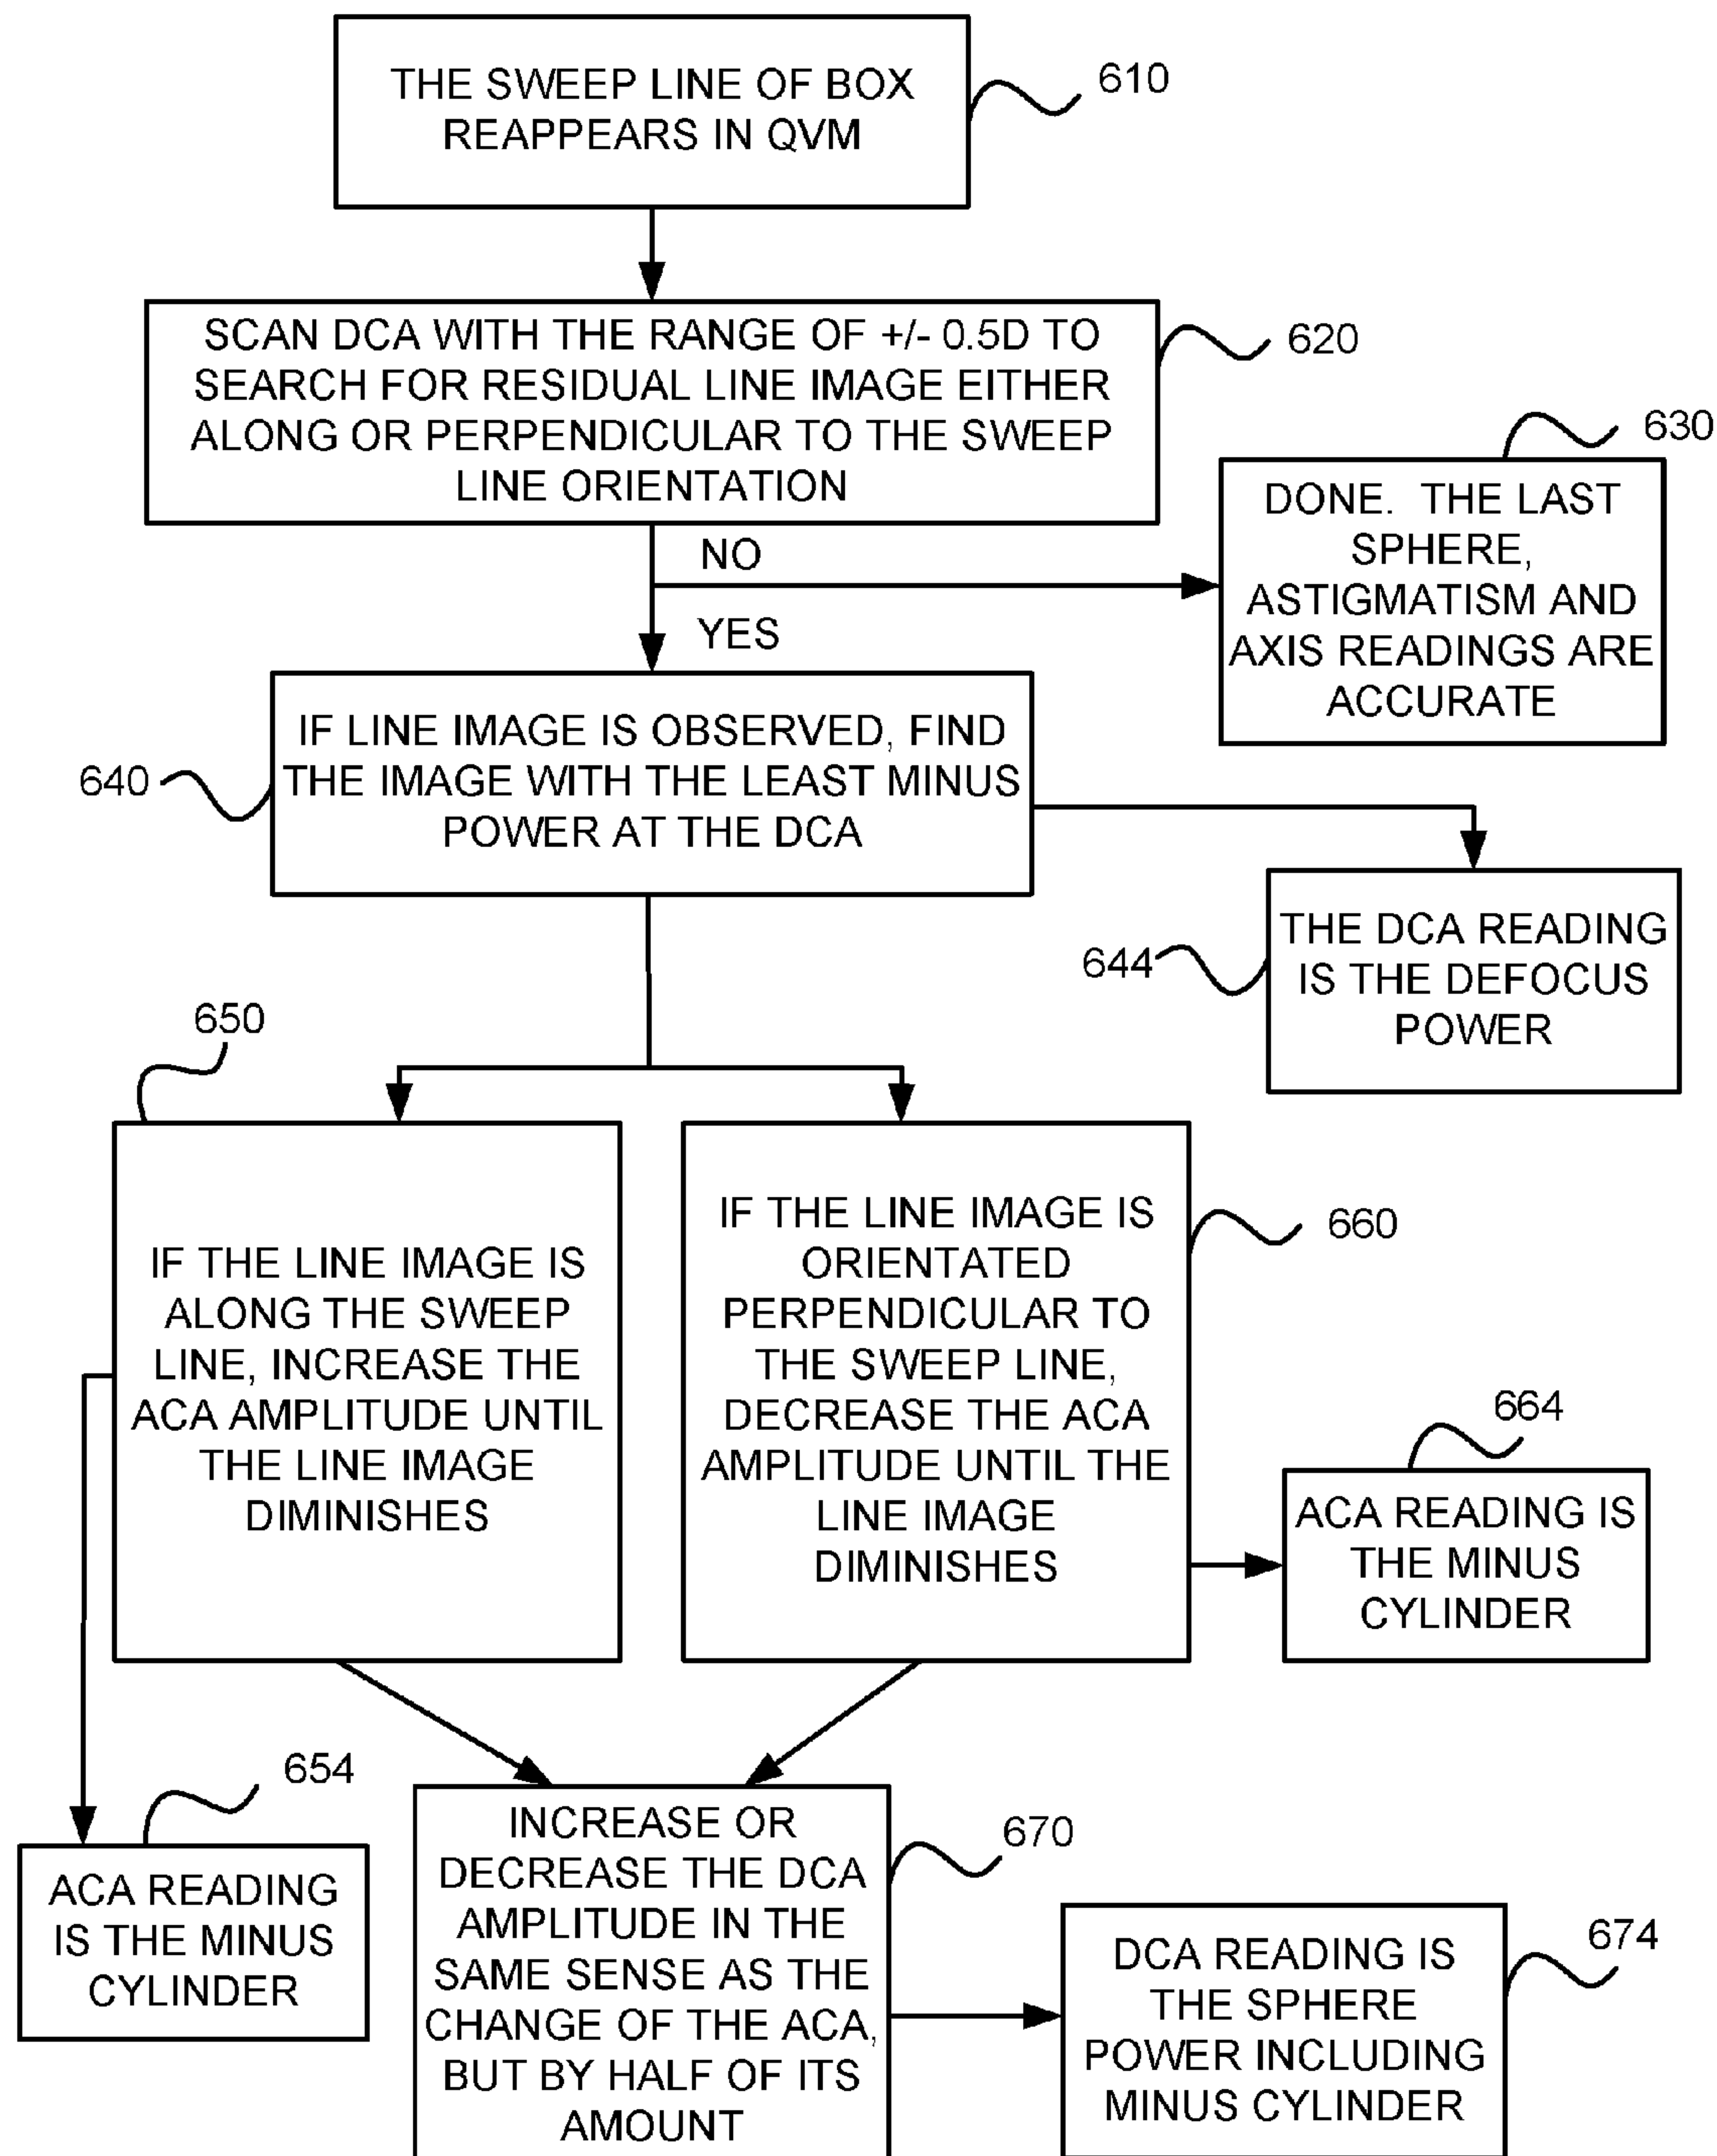 THE SWEEP LINE OF BOX
REAPPEARS IN QVM
610
SCAN DCA WITH THE RANGE OF +/- 0.5D TO
SEARCH FOR RESIDUAL LINE IMAGE EITHER
ALONG OR PERPENDICULAR TO THE SWEEP
LINE ORIENTATION
620
NO
YES
630
DONE. THE LAST
SPHERE,
ASTIGMATISM AND
AXIS READINGS ARE
ACCURATE
640
IF LINE IMAGE IS OBSERVED, FIND
THE IMAGE WITH THE LEAST MINUS
POWER AT THE DCA
644
THE DCA READING
IS THE DEFOCUS
POWER
650
IF THE LINE IMAGE IS
ALONG THE SWEEP
LINE, INCREASE THE
ACA AMPLITUDE UNTIL
THE LINE IMAGE
DIMINISHES
IF THE LINE IMAGE IS
ORIENTATED
PERPENDICULAR TO
THE SWEEP LINE,
DECREASE THE ACA
AMPLITUDE UNTIL THE
LINE IMAGE
DIMINISHES
660
664
ACA READING IS
THE MINUS
CYLINDER
654
ACA READING
IS THE MINUS
CYLINDER
INCREASE OR
DECREASE THE DCA
AMPLITUDE IN THE
SAME SENSE AS THE
CHANGE OF THE ACA,
BUT BY HALF OF ITS
AMOUNT
670
DCA READING IS
THE SPHERE
POWER INCLUDING
MINUS CYLINDER
674